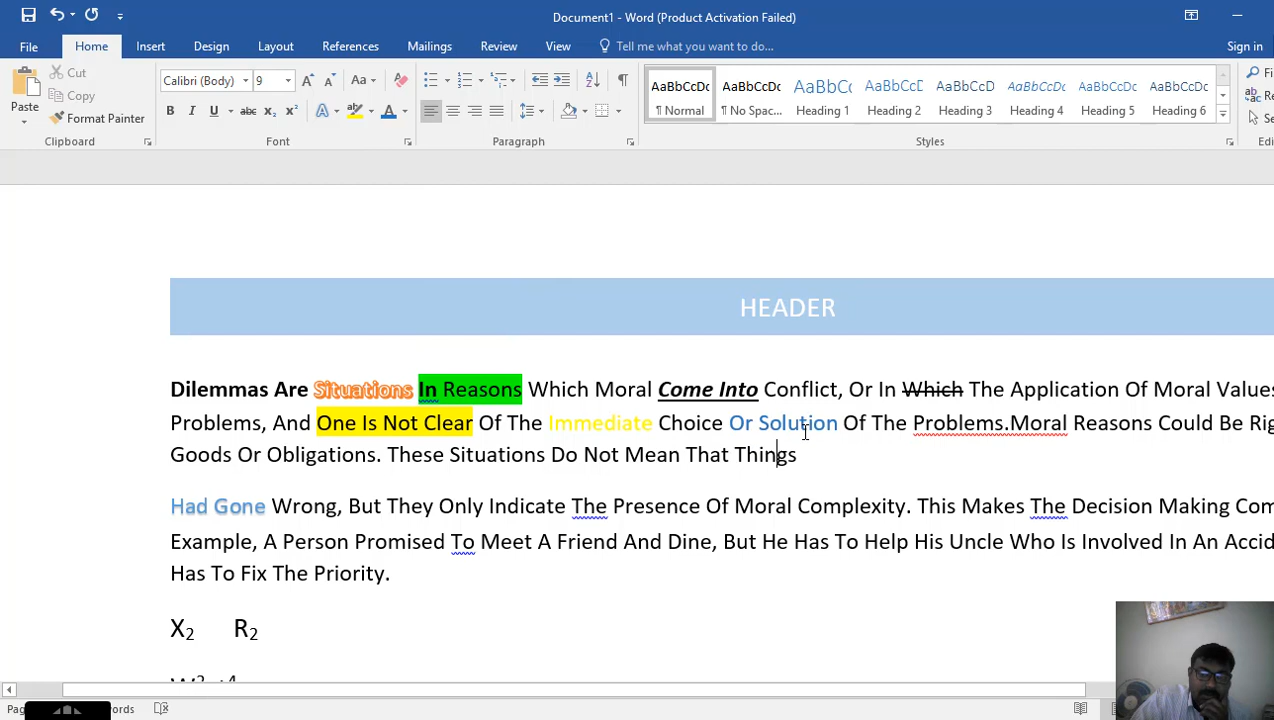 Document1 - Word (Product Activation Failed)
File Home Insert Design Layout References Mailings Review View Tell me what you want to do... Sign in
Cut
Copy
Paste
Format Painter
Calibri (Body) 9
B I U abc X₂ X² A A
AaBbCcDc AaBbCcDc AaBbCc AaBbCcD AaBbCcDc AaBbCcDc AaBbCcDc AaBbCcDc
¶ Normal ¶ No Spac... Heading 1 Heading 2 Heading 3 Heading 4 Heading 5 Heading 6
Clipboard Font Paragraph Styles
HEADER
Dilemmas Are Situations In Reasons Which Moral Come Into Conflict, Or In Which The Application Of Moral Values
Problems, And One Is Not Clear Of The Immediate Choice Or Solution Of The Problems.Moral Reasons Could Be
Goods Or Obligations. These Situations Do Not Mean That Things
Had Gone Wrong, But They Only Indicate The Presence Of Moral Complexity. This Makes The Decision Making
Example, A Person Promised To Meet A Friend And Dine, But He Has To Help His Uncle Who Is Involved In An
Has To Fix The Priority.
X₂ R₂